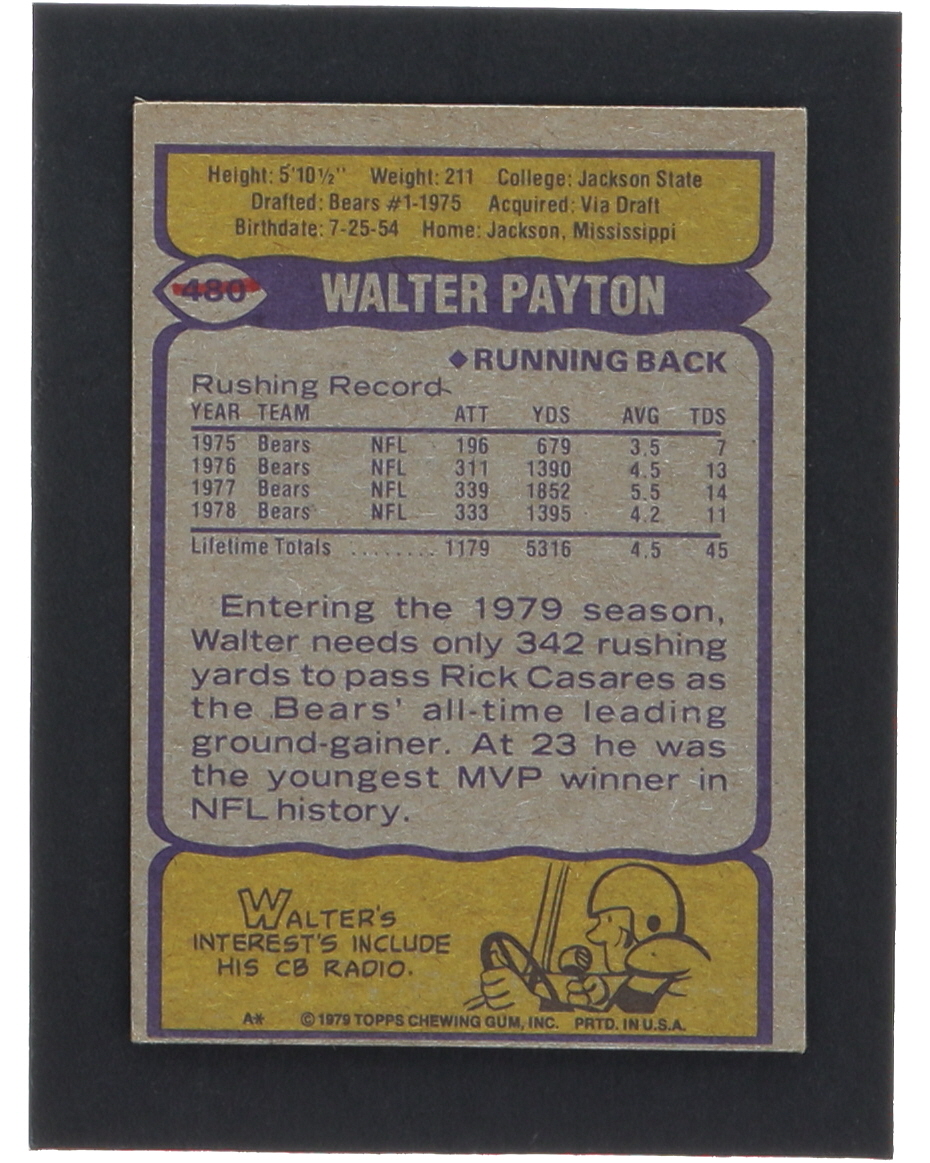 Height: 5'10½" Weight: 211 College: Jackson State
Drafted: Bears #1-1975 Acquired: Via Draft
Birthdate: 7-25-54 Home: Jackson, Mississippi
480 WALTER PAYTON
◆RUNNING BACK
Rushing Record
YEAR TEAM ATT YDS AVG TDS
1975 Bears NFL 196 679 3.5 7
1976 Bears NFL 311 1390 4.5 13
1977 Bears NFL 339 1852 5.5 14
1978 Bears NFL 333 1395 4.2 11
Lifetime Totals ........ 1179 5316 4.5 45
Entering the 1979 season,
Walter needs only 342 rushing
yards to pass Rick Casares as
the Bears' all-time leading
ground-gainer. At 23 he was
the youngest MVP winner in
NFL history.
WALTER'S
INTEREST'S INCLUDE
HIS CB RADIO.
A* © 1979 TOPPS CHEWING GUM, INC. PRTD. IN U.S.A.